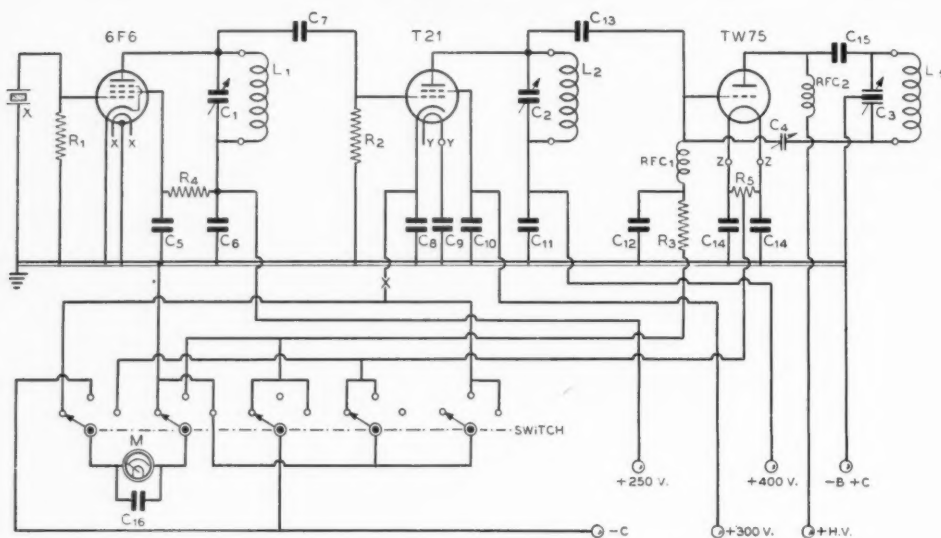 C7
C13
6F6
T21
TW75
C15
L1
L2
RFC2
L
C1
C2
C3
X
R1
X X
R2
Y Y
C4
RFC1
Z Z
R4
R5
C5
C6
C8
C9
C10
C11
C12
R3
C14
C14
X
SWITCH
M
C16
+250 V.
+400 V.
-B +C
-C
+300 V.
+H.V.